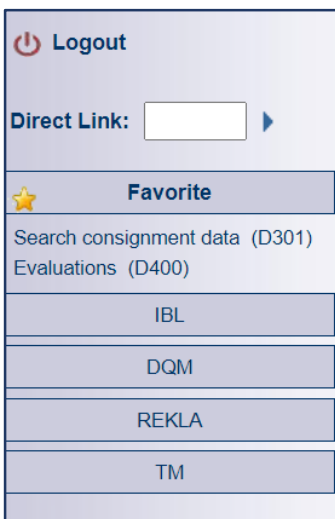 Logout
Direct Link:
Favorite
Search consignment data (D301)
Evaluations (D400)
IBL
DQM
REKLA
TM